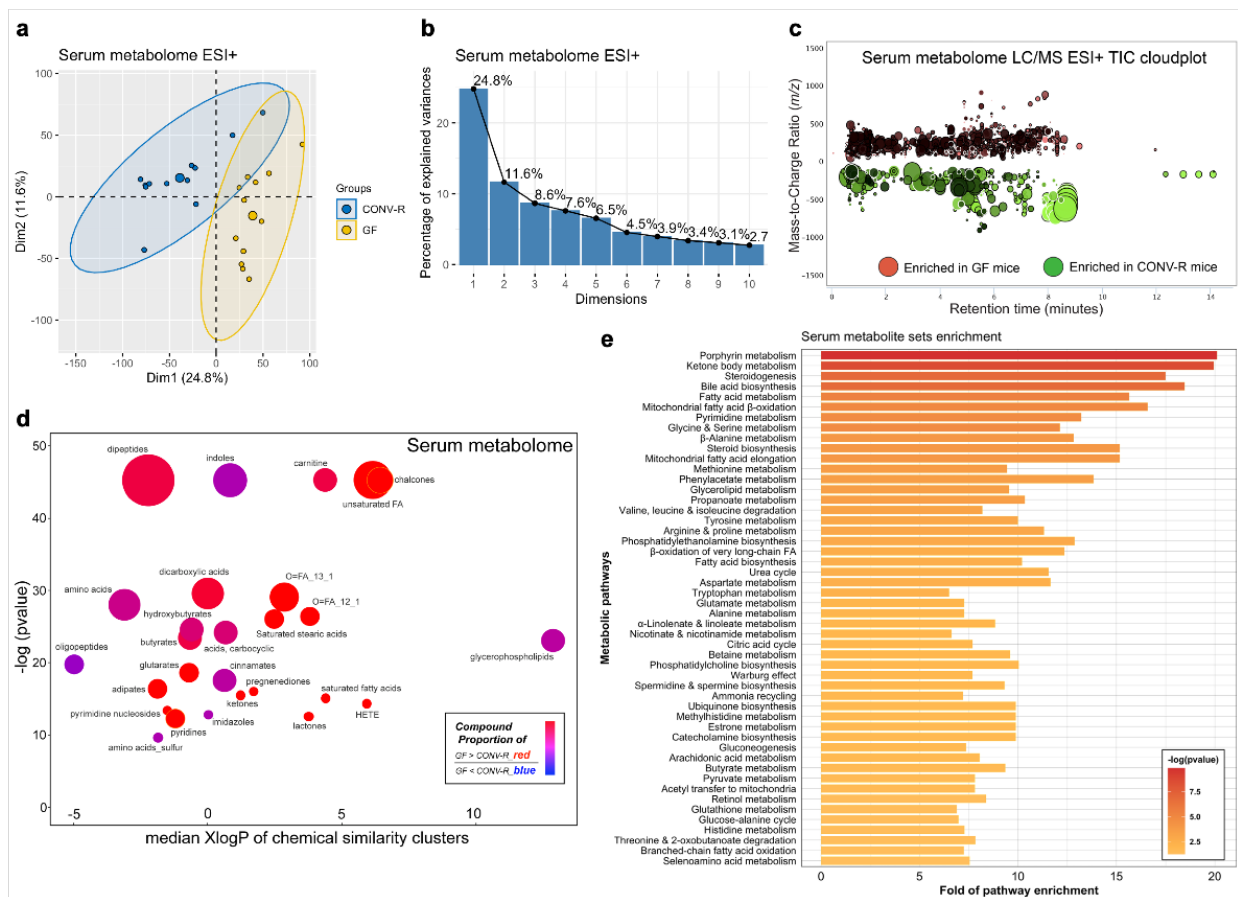 a
Serum metabolome ESI+
100
50
0
-50
-100
-150
-100
-50
0
50
100
Dim2 (11.6%)
Dim1 (24.8%)
Groups
CONV-R
GF
b
Serum metabolome ESI+
24.8%
11.6%
8.6%
7.6%
6.5%
4.5%
3.9%
3.4%
3.1%
2.7
20
10
0
1
2
3
4
5
6
7
8
9
10
Percentage of explained variances
Dimensions
c
Serum metabolome LC/MS ESI+ TIC cloudplot
1500
1000
500
0
-500
-1000
-1500
0
2
4
6
8
10
12
14
Mass-to-Charge Ratio (m/z)
Enriched in GF mice
Enriched in CONV-R mice
Retention time (minutes)
d
Serum metabolome
50
40
30
20
10
0
-5
0
5
10
-log (pvalue)
median XlogP of chemical similarity clusters
dipeptides
indoles
carnitine
chalcones
unsaturated FA
dicarboxylic acids
O=FA_13_1
amino acids
O=FA_12_1
hydroxybutyrates
Saturated stearic acids
butyrates
acids, carbocyclic
oligopeptides
glycerophospholipids
glutarates
cinnamates
pregnenediones
adipates
saturated fatty acids
ketones
pyrimidine nucleosides
HETE
imidazoles
pyridines
lactones
amino acids_sulfur
Compound
Proportion of
GF > CONV-R_red
GF < CONV-R_blue
e
Serum metabolite sets enrichment
Porphyrin metabolism
Ketone body metabolism
Steroidogenesis
Bile acid biosynthesis
Fatty acid metabolism
Mitochondrial fatty acid β-oxidation
Pyrimidine metabolism
Glycine & Serine metabolism
β-Alanine metabolism
Steroid biosynthesis
Mitochondrial fatty acid elongation
Methionine metabolism
Phenylacetate metabolism
Glycerolipid metabolism
Propanoate metabolism
Valine, leucine & isoleucine degradation
Tyrosine metabolism
Arginine & proline metabolism
Phosphatidylethanolamine biosynthesis
β-oxidation of very long-chain FA
Fatty acid biosynthesis
Urea cycle
Aspartate metabolism
Tryptophan metabolism
Glutamate metabolism
Alanine metabolism
α-Linolenate & linoleate metabolism
Nicotinate & nicotinamide metabolism
Citric acid cycle
Betaine metabolism
Phosphatidylcholine biosynthesis
Warburg effect
Spermidine & spermine biosynthesis
Ammonia recycling
Ubiquinone biosynthesis
Methylhistidine metabolism
Estrone metabolism
Catecholamine biosynthesis
Gluconeogenesis
Arachidonic acid metabolism
Butyrate metabolism
Pyruvate metabolism
Acetyl transfer to mitochondria
Retinol metabolism
Glutathione metabolism
Glucose-alanine cycle
Histidine metabolism
Threonine & 2-oxobutanoate degradation
Branched-chain fatty acid oxidation
Selenoamino acid metabolism
Metabolic pathways
0
5
10
15
20
Fold of pathway enrichment
-log(pvalue)
7.5
5.0
2.5